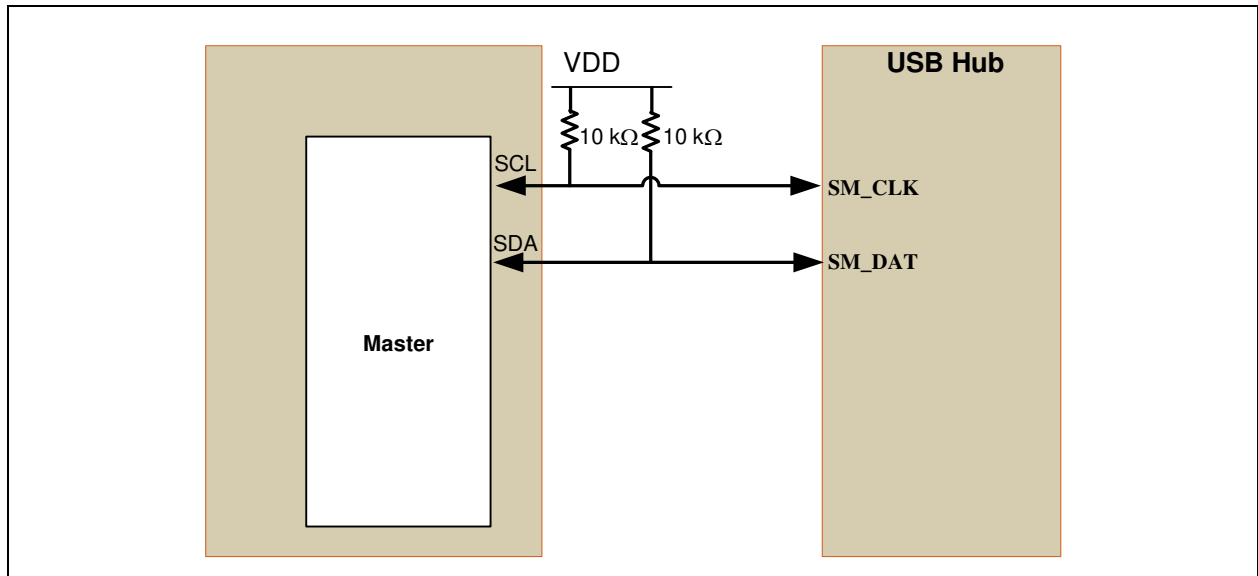 VDD
USB Hub
10 kΩ 10 kΩ
SCL
SM_CLK
SDA
SM_DAT
Master